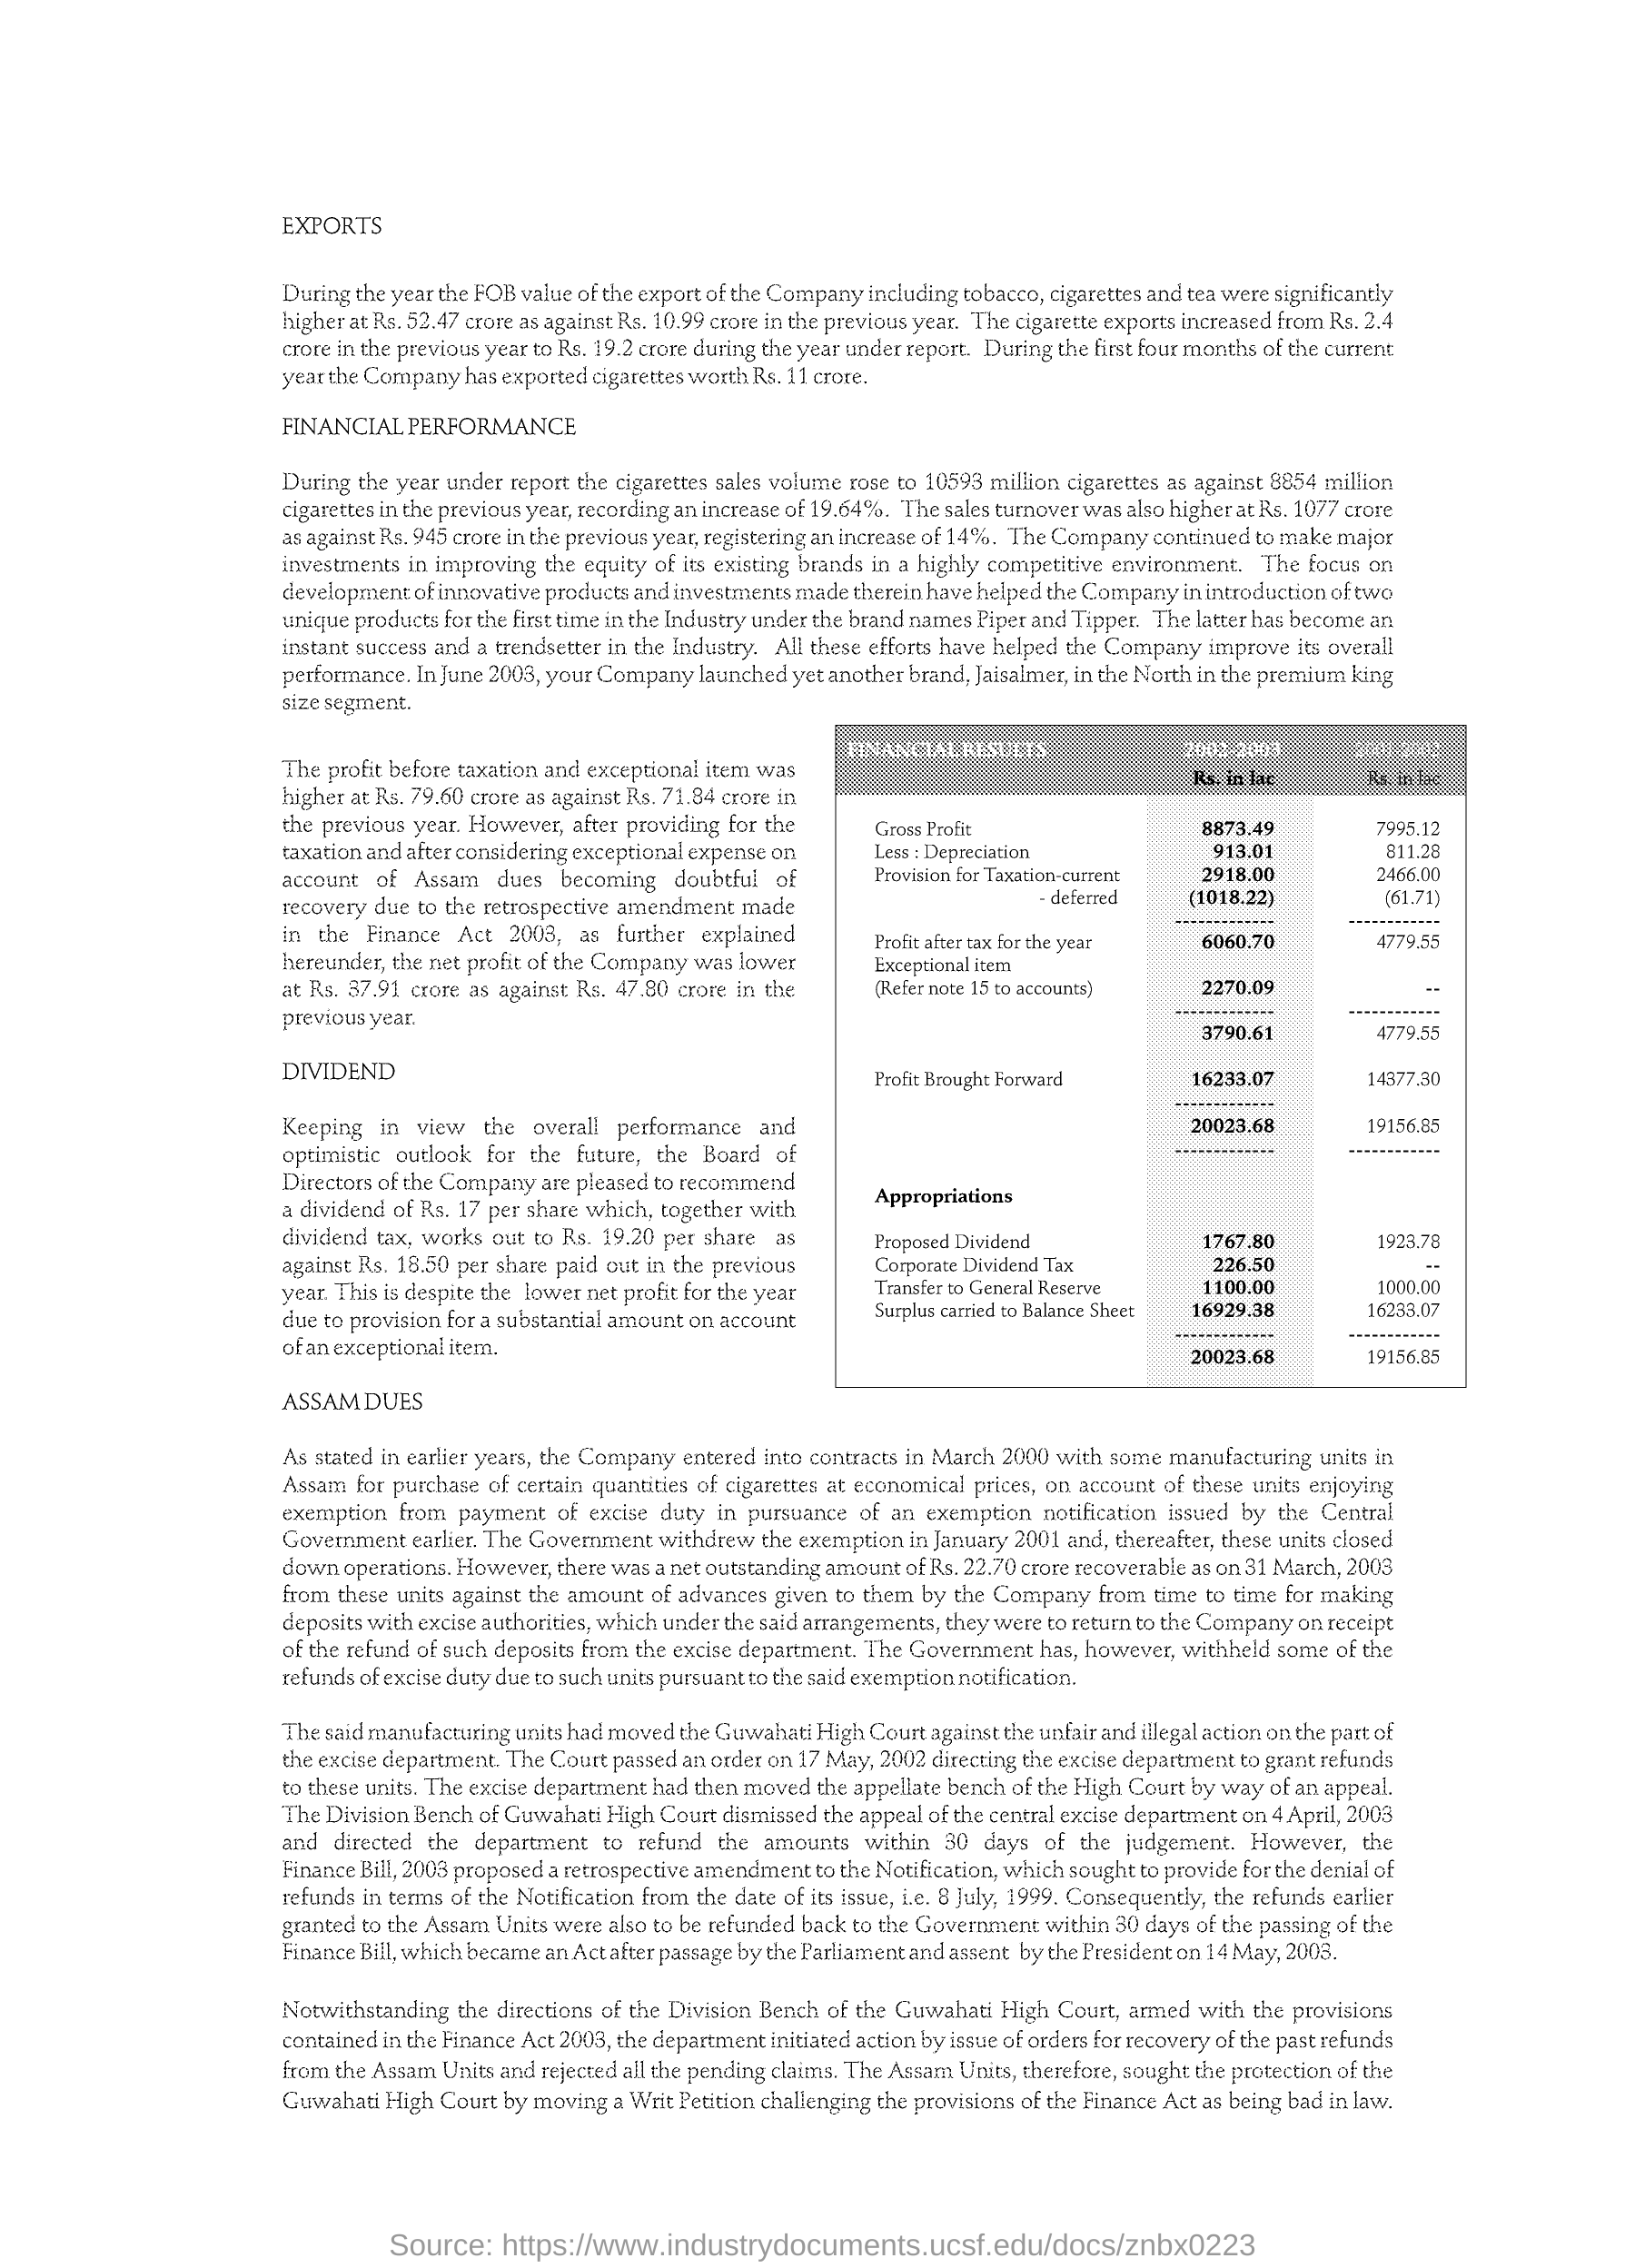 EXPORTS
During the year the FOB value of the export of the Company including tobacco, cigarettes and tea were significantly
higher at Rs. 52.47 crore as against Rs. 10.99 crore in the previous year. The cigarette exports increased from Rs. 2.4
crore in the previous year to Rs. 19.2 crore during the year under report. During the first four months of the current
year the Company has exported cigarettes worth Rs. 11 crore.
FINANCIAL PERFORMANCE
During the year under report the cigarettes sales volume rose to 10593 million cigarettes as against 8854 million
cigarettes in the previous year, recording an increase of 19.64%. The sales turnover was also higher at Rs. 1077 crore
as against Rs. 945 crore in the previous year, registering an increase of 14%. The Company continued to make major
investments in improving the equity of its existing brands in a highly competitive environment. The focus on
development of innovative products and investments made therein have helped the Company in introduction of two
unique products for the first time in the Industry under the brand names Piper and Tipper. The latter has become an
instant success and a trendsetter in the Industry. All these efforts have helped the Company improve its overall
performance. In June 2003, your Company launched yet another brand, Jaisalmer, in the North in the premium king
size segment.
The profit before taxation and exceptional item was
higher at Rs. 79.60 crore as against Rs. 71.84 crore in
the previous year. However, after providing for the
taxation and after considering exceptional expense on
account of Assam dues becoming doubtful of
recovery due to the retrospective amendment made
in the Finance Act 2003, as further explained
hereunder, the net profit of the Company was lower
at Rs. 37.91 crore as against Rs. 47.80 crore in the
previous year.
DIVIDEND
Keeping in view the overall performance and
optimistic outlook for the future, the Board of
Directors of the Company are pleased to recommend
a dividend of Rs. 17 per share which, together with
dividend tax, works out to Rs. 19.20 per share as
against Rs. 18.50 per share paid out in the previous
year. This is despite the lower net profit for the year
due to provision for a substantial amount on account
of an exceptional item.
FINANCIAL RESULTS 2002-2003 2001-2002
Rs. in lac Rs. in lac
Gross Profit 8873.49 7995.12
Less : Depreciation 913.01 811.28
Provision for Taxation-current 2918.00 2466.00
- deferred (1018.22) (61.71)
------------- ------------
Profit after tax for the year 6060.70 4779.55
Exceptional item
(Refer note 15 to accounts) 2270.09 --
------------- ------------
3790.61 4779.55
Profit Brought Forward 16233.07 14377.30
-------------
20023.68 19156.85
------------- ------------
Appropriations
Proposed Dividend 1767.80 1923.78
Corporate Dividend Tax 226.50 --
Transfer to General Reserve 1100.00 1000.00
Surplus carried to Balance Sheet 16929.38 16233.07
------------- ------------
20023.68 19156.85
ASSAM DUES
As stated in earlier years, the Company entered into contracts in March 2000 with some manufacturing units in
Assam for purchase of certain quantities of cigarettes at economical prices, on account of these units enjoying
exemption from payment of excise duty in pursuance of an exemption notification issued by the Central
Government earlier. The Government withdrew the exemption in January 2001 and, thereafter, these units closed
down operations. However, there was a net outstanding amount of Rs. 22.70 crore recoverable as on 31 March, 2003
from these units against the amount of advances given to them by the Company from time to time for making
deposits with excise authorities, which under the said arrangements, they were to return to the Company on receipt
of the refund of such deposits from the excise department. The Government has, however, withheld some of the
refunds of excise duty due to such units pursuant to the said exemption notification.
The said manufacturing units had moved the Guwahati High Court against the unfair and illegal action on the part of
the excise department. The Court passed an order on 17 May, 2002 directing the excise department to grant refunds
to these units. The excise department had then moved the appellate bench of the High Court by way of an appeal.
The Division Bench of Guwahati High Court dismissed the appeal of the central excise department on 4 April, 2003
and directed the department to refund the amounts within 30 days of the judgement. However, the
Finance Bill, 2003 proposed a retrospective amendment to the Notification, which sought to provide for the denial of
refunds in terms of the Notification from the date of its issue, i.e. 8 July, 1999. Consequently, the refunds earlier
granted to the Assam Units were also to be refunded back to the Government within 30 days of the passing of the
Finance Bill, which became an Act after passage by the Parliament and assent by the President on 14 May, 2003.
Notwithstanding the directions of the Division Bench of the Guwahati High Court, armed with the provisions
contained in the Finance Act 2003, the department initiated action by issue of orders for recovery of the past refunds
from the Assam Units and rejected all the pending claims. The Assam Units, therefore, sought the protection of the
Guwahati High Court by moving a Writ Petition challenging the provisions of the Finance Act as being bad in law.
Source: https://www.industrydocuments.ucsf.edu/docs/znbx0223